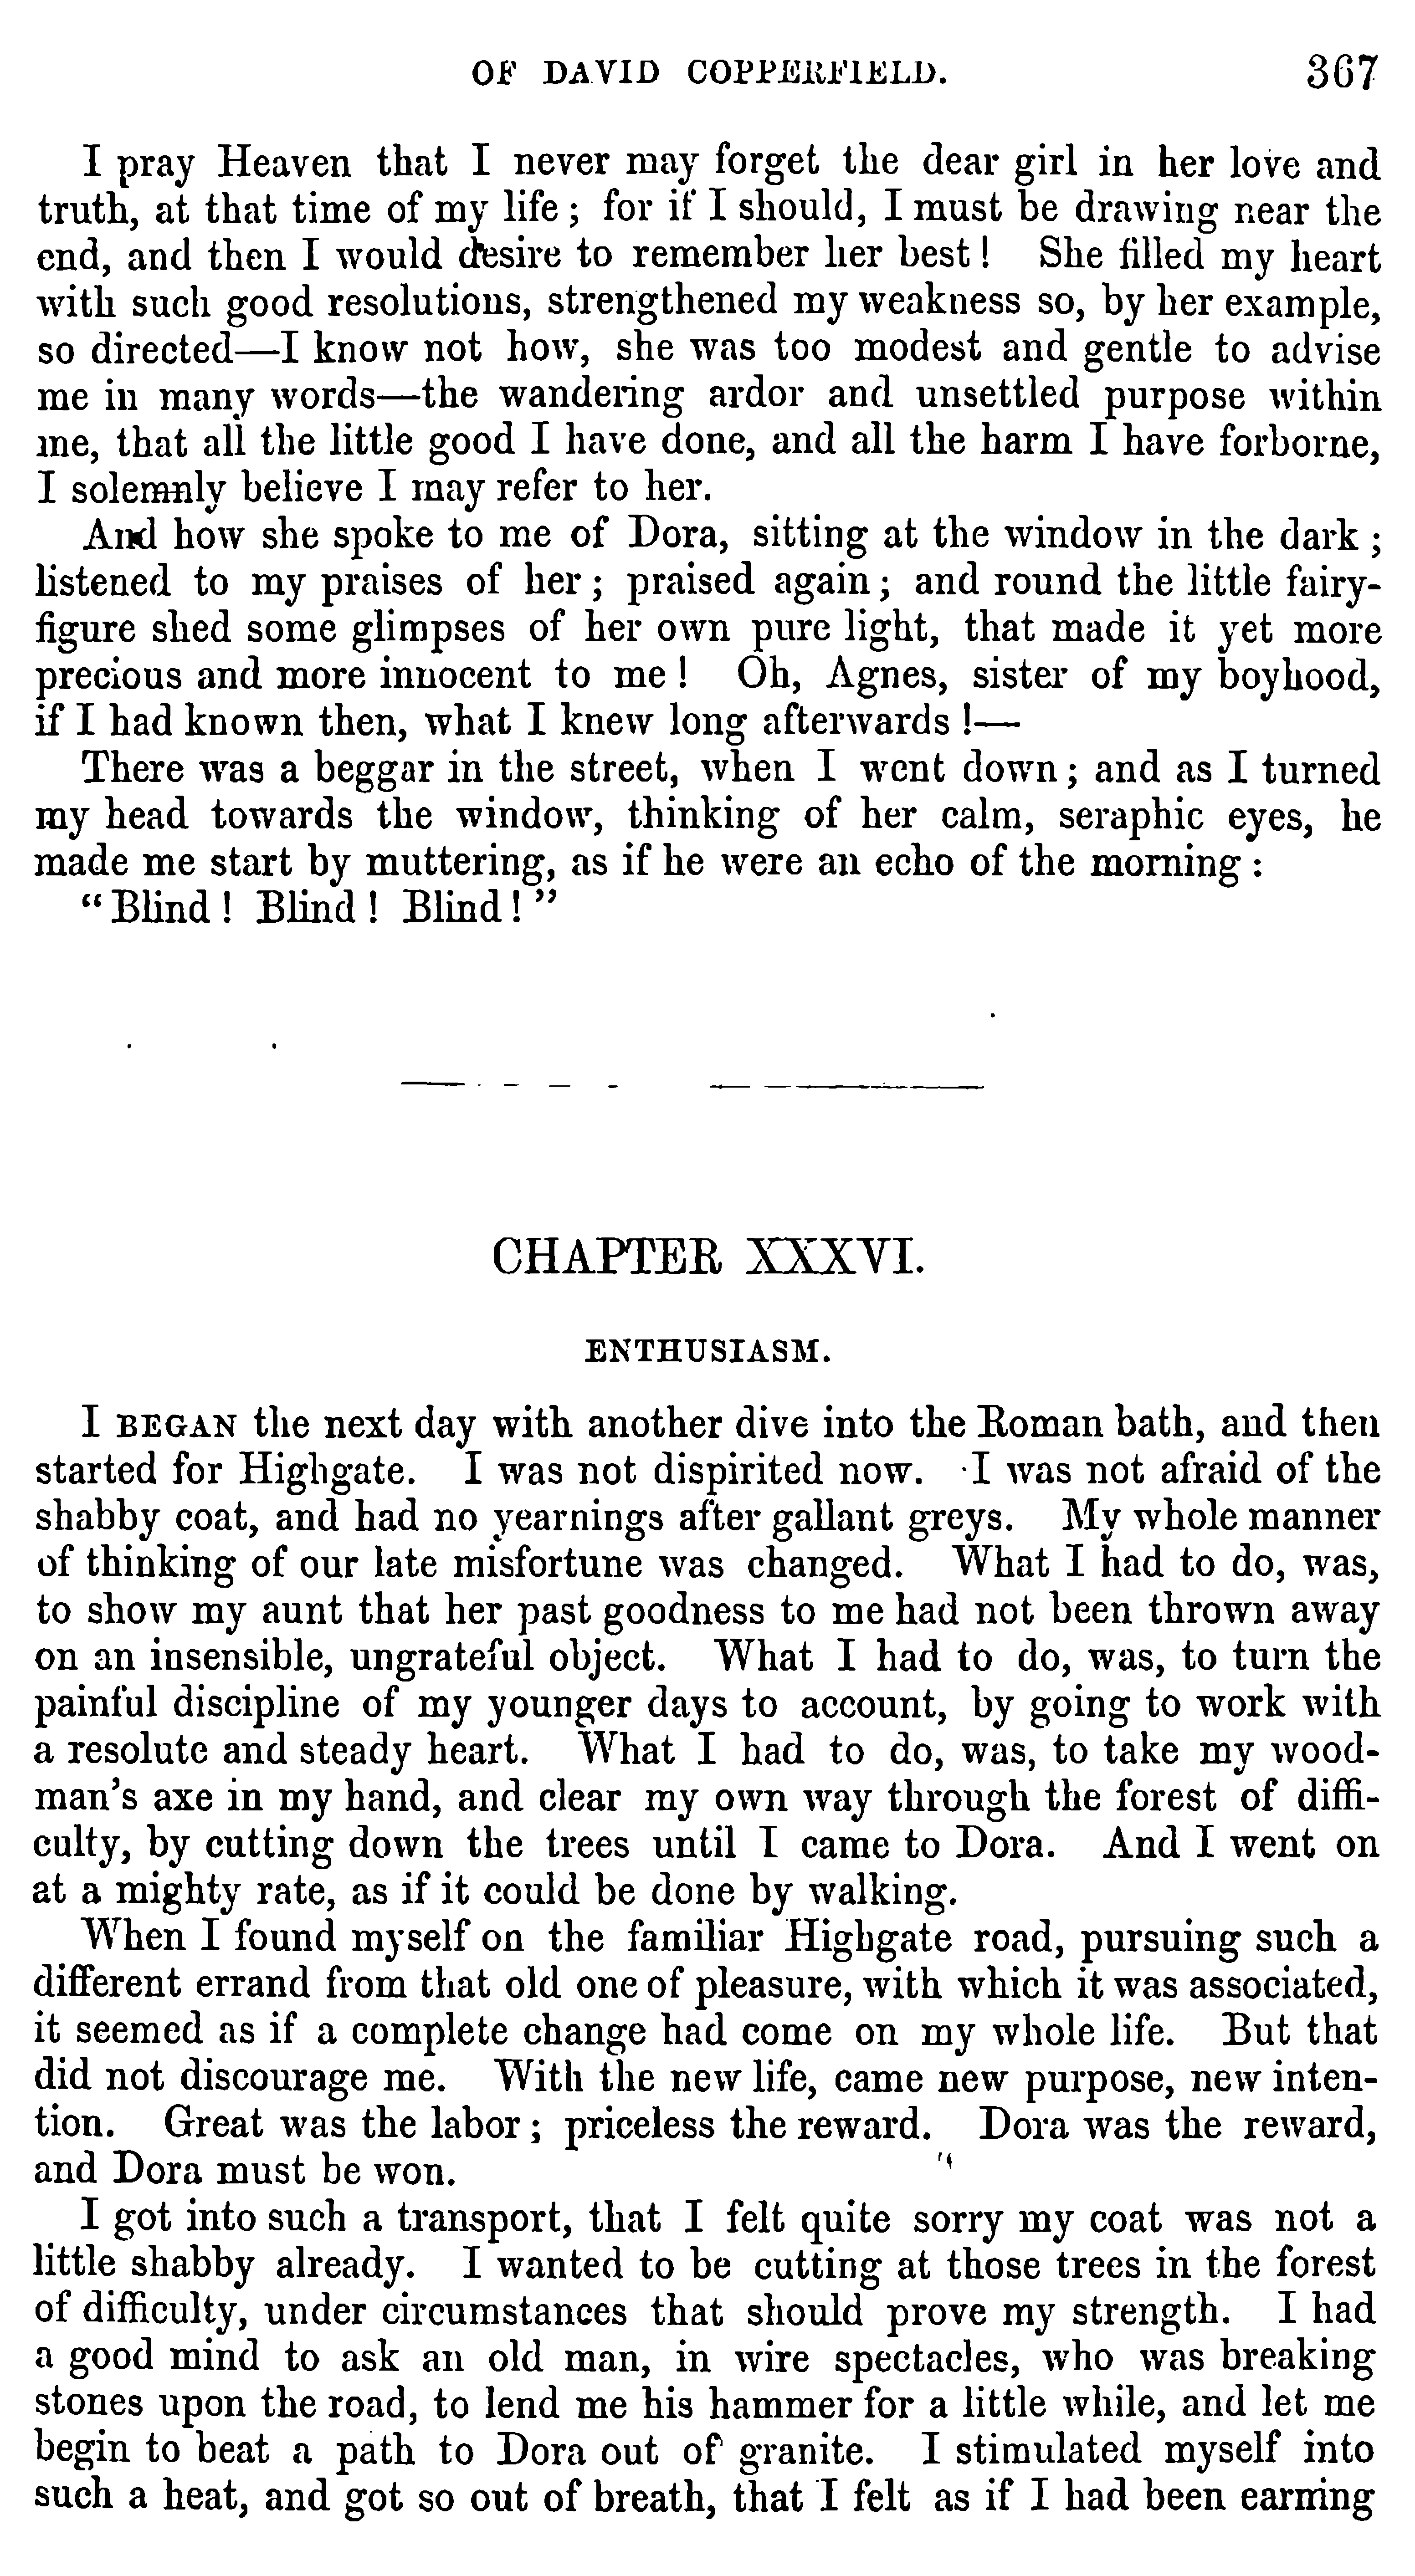 OF DAVID COPPERFIELD. 367
I pray Heaven that I never may forget the dear girl in her love and
truth, at that time of my life; for if I should, I must be drawing near the
end, and then I would desire to remember her best! She filled my heart
with such good resolutions, strengthened my weakness so, by her example,
so directed—I know not how, she was too modest and gentle to advise
me in many words—the wandering ardor and unsettled purpose within
me, that all the little good I have done, and all the harm I have forborne,
I solemnly believe I may refer to her.
And how she spoke to me of Dora, sitting at the window in the dark;
listened to my praises of her; praised again; and round the little fairy-
figure shed some glimpses of her own pure light, that made it yet more
precious and more innocent to me! Oh, Agnes, sister of my boyhood,
if I had known then, what I knew long afterwards!—
There was a beggar in the street, when I went down; and as I turned
my head towards the window, thinking of her calm, seraphic eyes, he
made me start by muttering, as if he were an echo of the morning:
"Blind! Blind! Blind!"
CHAPTER XXXVI.
ENTHUSIASM.
I BEGAN the next day with another dive into the Roman bath, and then
started for Highgate. I was not dispirited now. I was not afraid of the
shabby coat, and had no yearnings after gallant greys. My whole manner
of thinking of our late misfortune was changed. What I had to do, was,
to show my aunt that her past goodness to me had not been thrown away
on an insensible, ungrateful object. What I had to do, was, to turn the
painful discipline of my younger days to account, by going to work with
a resolute and steady heart. What I had to do, was, to take my wood-
man's axe in my hand, and clear my own way through the forest of diffi-
culty, by cutting down the trees until I came to Dora. And I went on
at a mighty rate, as if it could be done by walking.
When I found myself on the familiar Highgate road, pursuing such a
different errand from that old one of pleasure, with which it was associated,
it seemed as if a complete change had come on my whole life. But that
did not discourage me. With the new life, came new purpose, new inten-
tion. Great was the labor; priceless the reward. Dora was the reward,
and Dora must be won.
I got into such a transport, that I felt quite sorry my coat was not a
little shabby already. I wanted to be cutting at those trees in the forest
of difficulty, under circumstances that should prove my strength. I had
a good mind to ask an old man, in wire spectacles, who was breaking
stones upon the road, to lend me his hammer for a little while, and let me
begin to beat a path to Dora out of granite. I stimulated myself into
such a heat, and got so out of breath, that I felt as if I had been earning